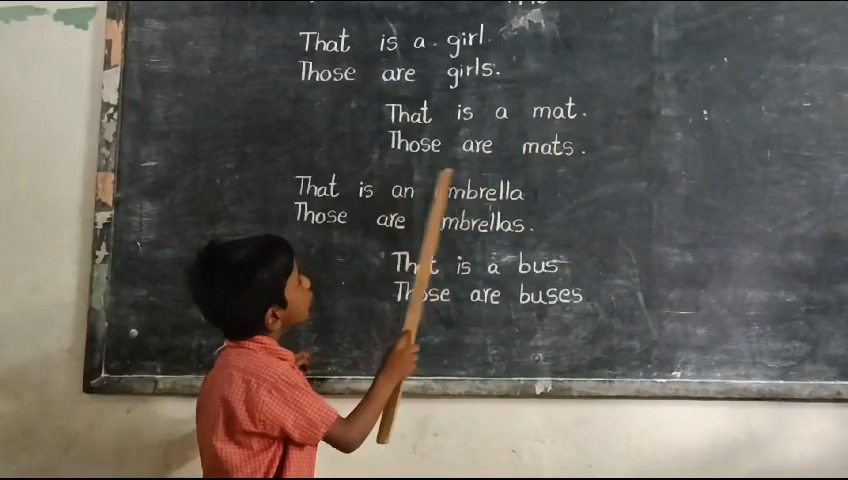 That is a girl.
Those are girls.
That is a mat.
Those are mats.
That is an umbrella
Those are umbrellas.
That is a bus
Those are buses